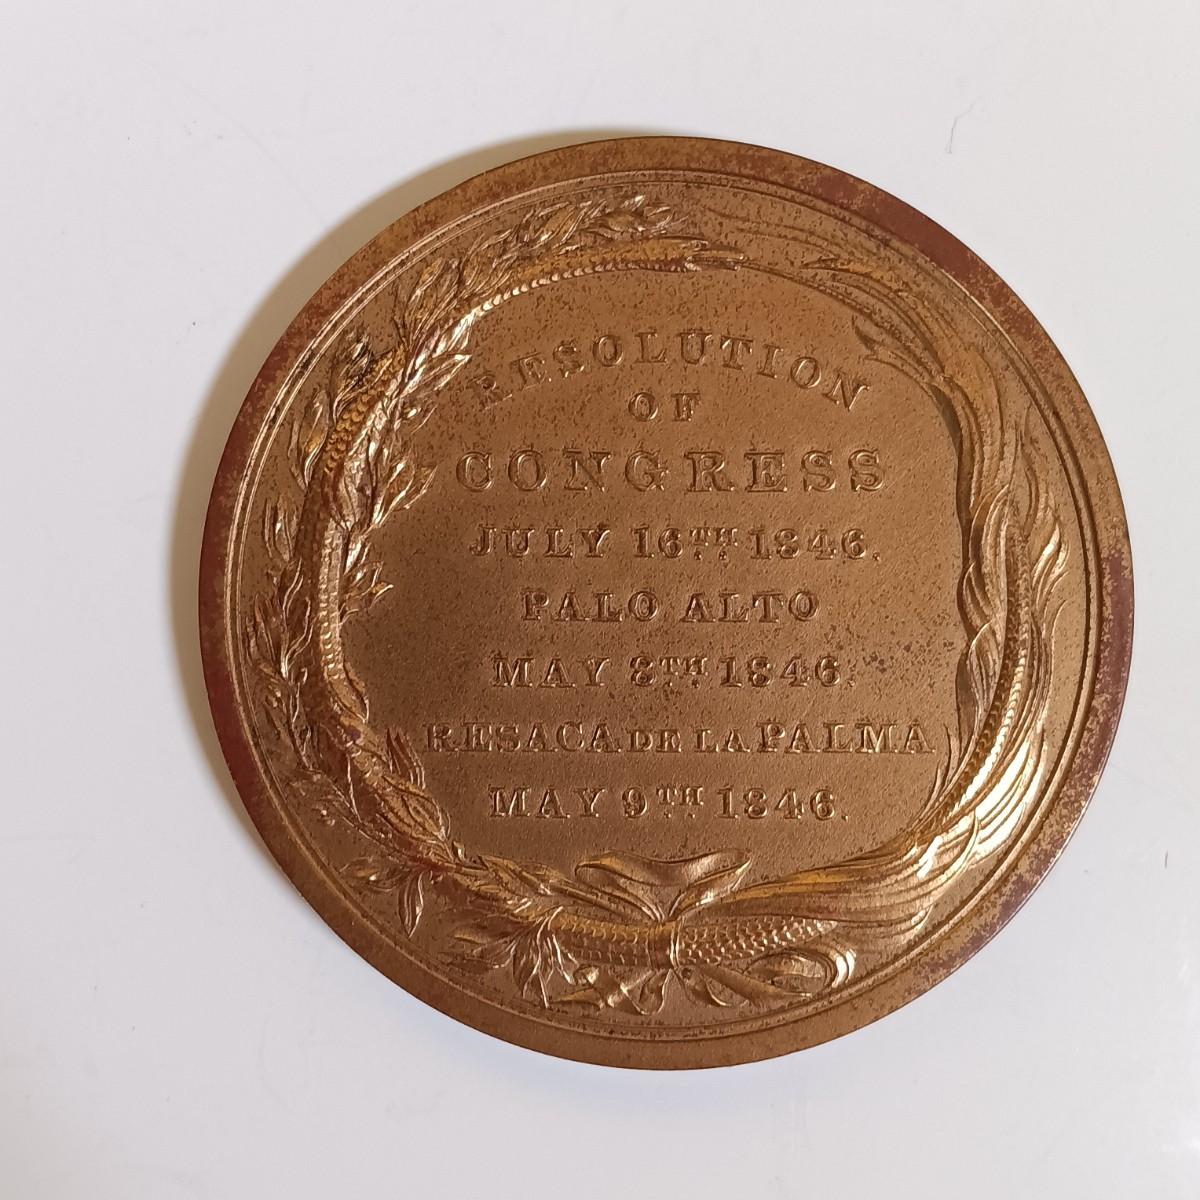 RESOLUTION
OF
CONGRESS
JULY 16TH 1846.
PALO ALTO
MAY 8TH 1846.
RESACA DE LA PALMA
MAY 9TH 1846.